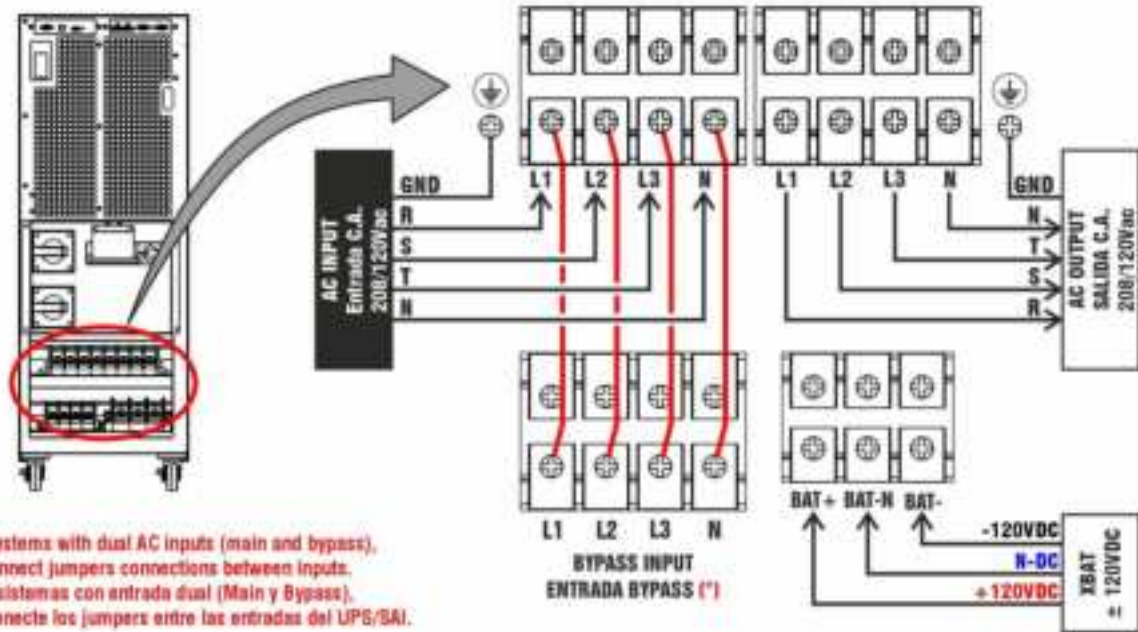 GND
R
S
T
N
AC INPUT
Entrada C.A.
208/120Vac
L1 L2 L3 N
L1 L2 L3 N
GND
N
T
S
R
AC OUTPUT
SALIDA C.A.
208/120Vac
L1 L2 L3 N
BYPASS INPUT
ENTRADA BYPASS (*)
BAT+ BAT-N BAT-
-120VDC
N-DC
+120VDC
XBAT
± 120VDC
with dual AC inputs (main and bypass),
jumpers connections between inputs.
sistemas con entrada dual (Main y Bypass),
los jumpers entre las entradas del UPS/SAI.